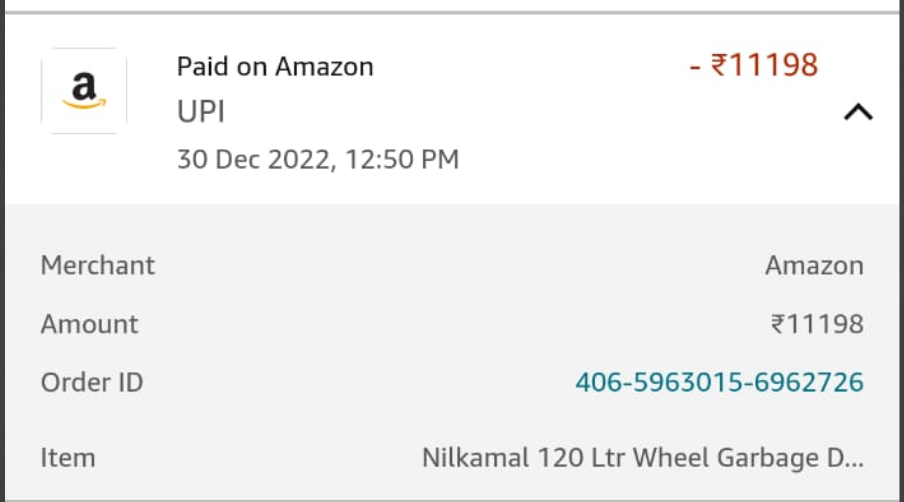 a
Paid on Amazon - ₹11198
UPI
30 Dec 2022, 12:50 PM
Merchant Amazon
Amount ₹11198
Order ID 406-5963015-6962726
Item Nilkamal 120 Ltr Wheel Garbage D...